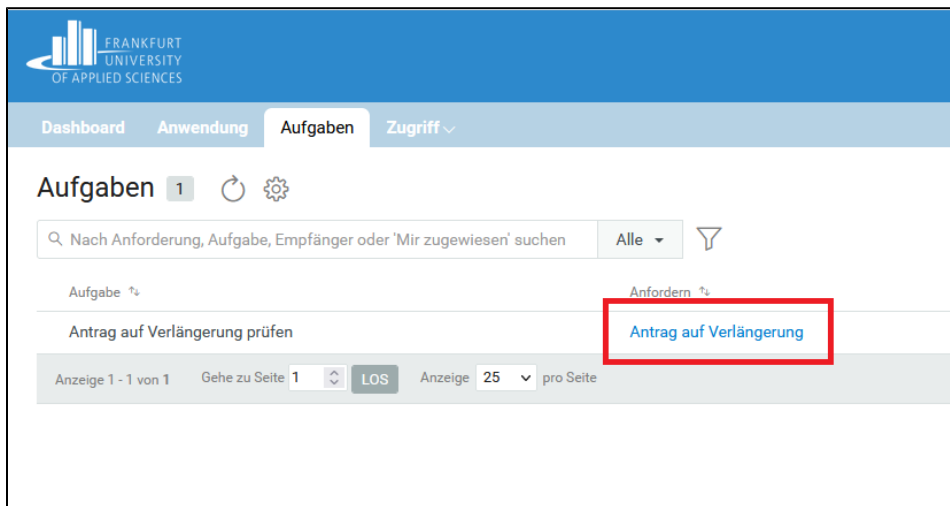 FRANKFURT
UNIVERSITY
OF APPLIED SCIENCES
Dashboard Anwendung Aufgaben Zugriff
Aufgaben 1
Nach Anforderung, Aufgabe, Empfänger oder 'Mir zugewiesen' suchen Alle
Aufgabe Anfordern
Antrag auf Verlängerung prüfen Antrag auf Verlängerung
Anzeige 1 - 1 von 1 Gehe zu Seite 1 LOS Anzeige 25 pro Seite